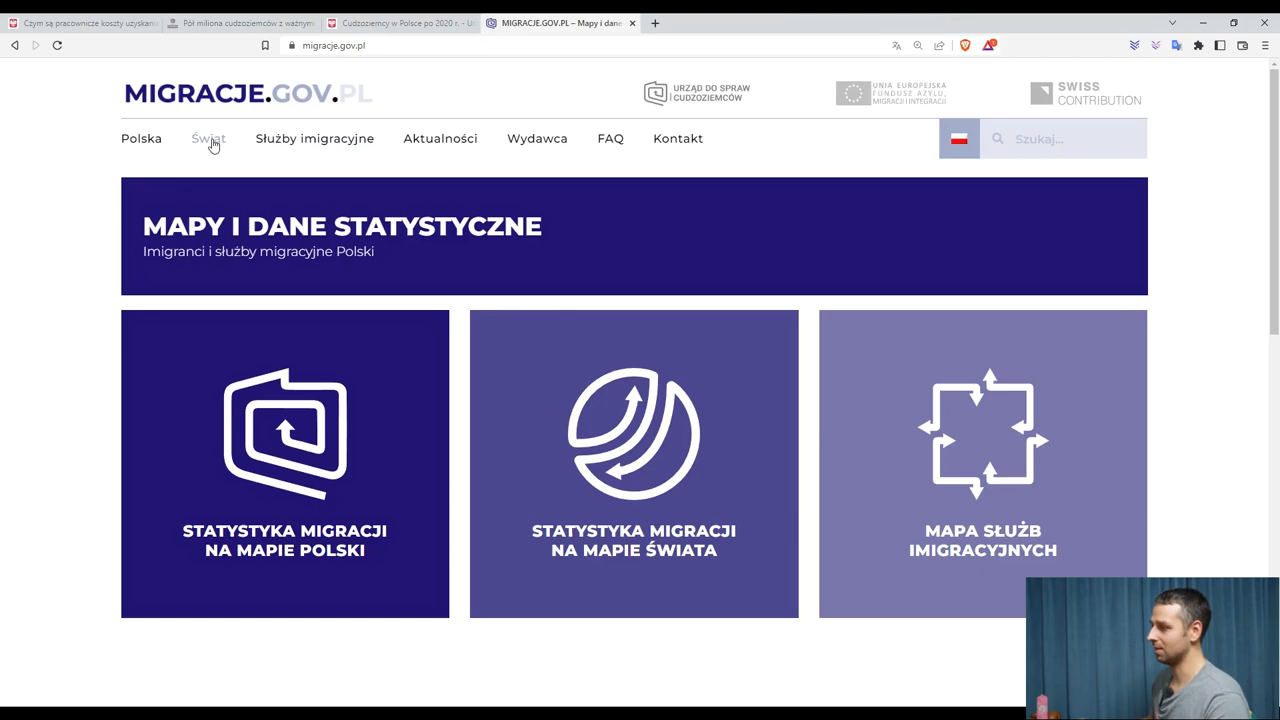 Czym są pracownicze koszty uzyskani
Pół miliona cudzoziemców z ważnym
Cudzoziemcy w Polsce po 2020 r. - Ur
MIGRACJE.GOV.PL – Mapy i dane
migracje.gov.pl
MIGRACJE.GOV.PL
URZĄD DO SPRAW
CUDZOZIEMCÓW
UNIA EUROPEJSKA
FUNDUSZ AZYLU,
MIGRACJI I INTEGRACJI
SWISS
CONTRIBUTION
Polska Świat Służby imigracyjne Aktualności Wydawca FAQ Kontakt
Szukaj...
MAPY I DANE STATYSTYCZNE
Imigranci i służby migracyjne Polski
STATYSTYKA MIGRACJI
NA MAPIE POLSKI
STATYSTYKA MIGRACJI
NA MAPIE ŚWIATA
MAPA SŁUŻB
IMIGRACYJNYCH